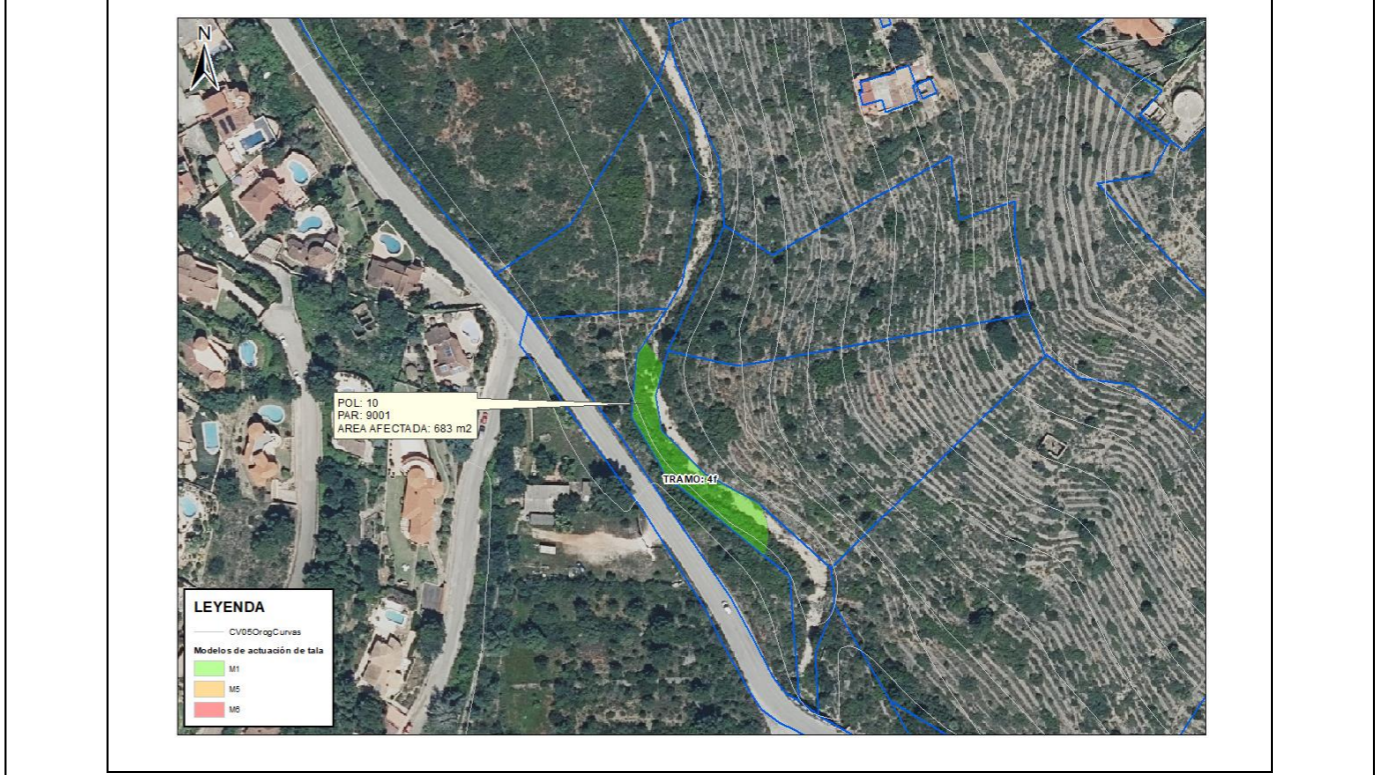 N
POL: 10
PAR: 9001
AREA AFECTADA: 683 m2
TRAMO: 4f
LEYENDA
CV05OrogCurvas
Modelos de actuación de tala
M1
M5
M6